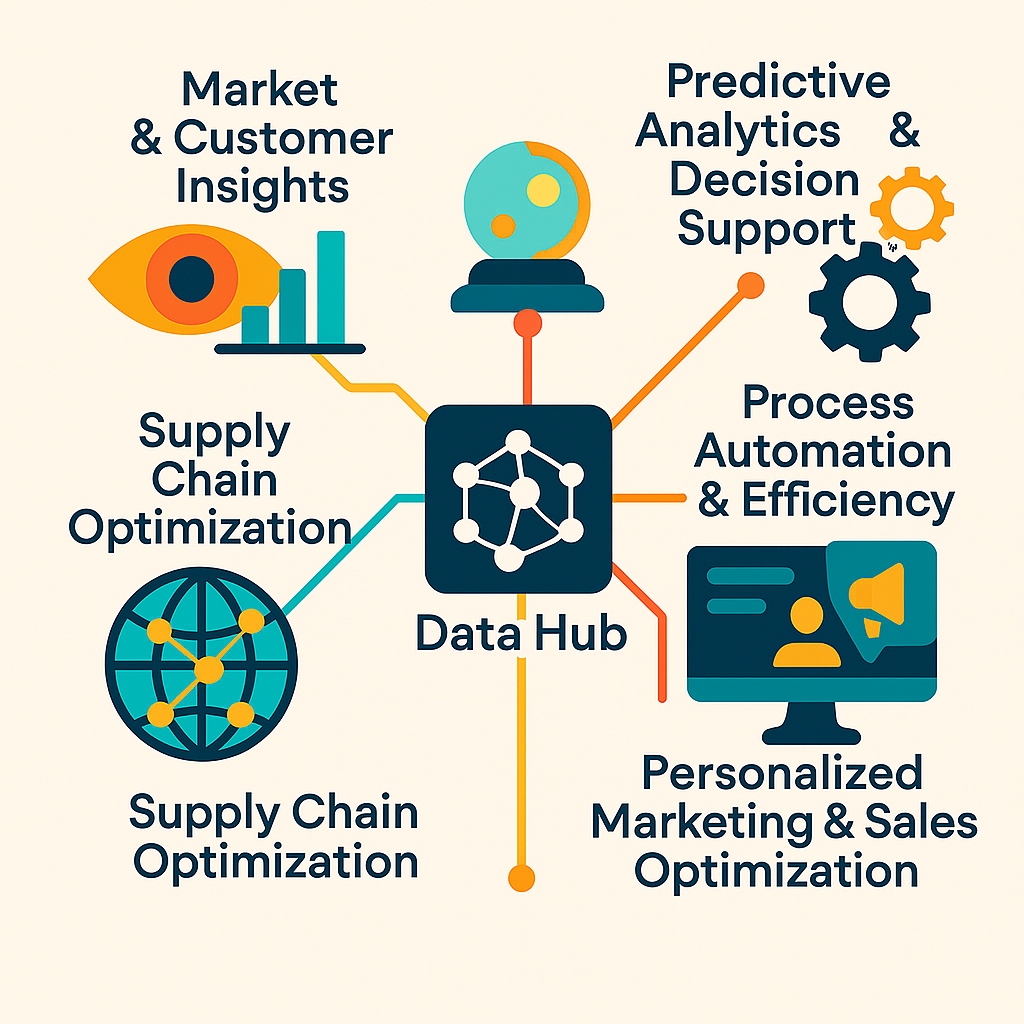 Market
& Customer
Insights
Predictive
Analytics &
Decision
Support
Supply
Chain
Optimization
Process
Automation
& Efficiency
Data Hub
Supply Chain
Optimization
Personalized
Marketing & Sales
Optimization